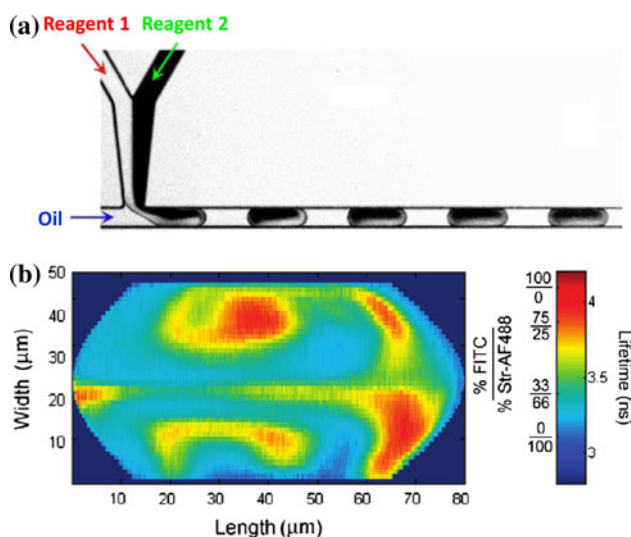 (a)
Reagent 1 Reagent 2
Oil
(b)
50
40
30
20
10
Width (μm)
10 20 30 40 50 60 70 80
Length (μm)
% FITC
% Str-AF488
100
0
75
25
33
66
0
100
4
3.5
3
Lifetime (ns)